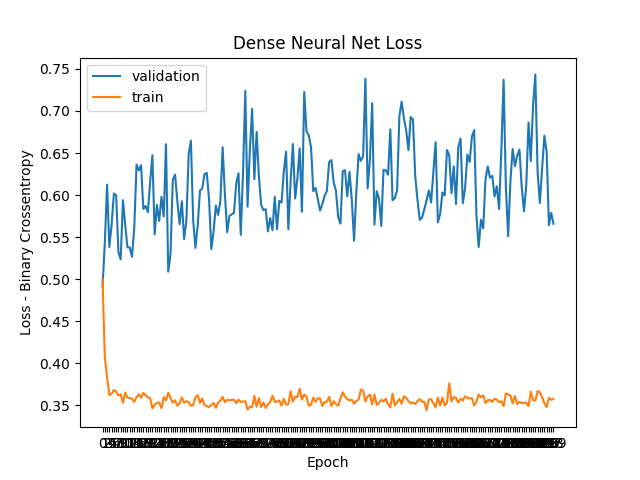 Dense Neural Net Loss
validation
train
0.75
0.70
0.65
0.60
0.55
0.50
0.45
0.40
0.35
Loss - Binary Crossentropy
Epoch